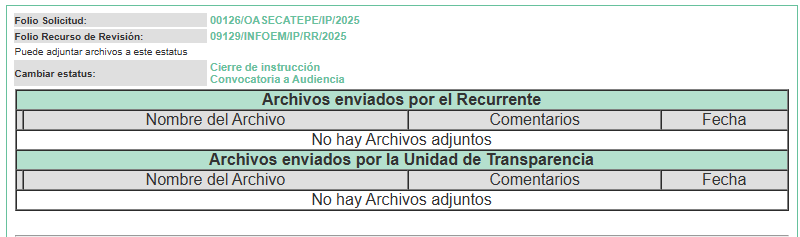 Folio Solicitud: 00126/OASECATEPE/IP/2025
Folio Recurso de Revisión: 09129/INFOEM/IP/RR/2025
Puede adjuntar archivos a este estatus
Cambiar estatus: Cierre de instrucción
Convocatoria a Audiencia
Archivos enviados por el Recurrente
Nombre del Archivo Comentarios Fecha
No hay Archivos adjuntos
Archivos enviados por la Unidad de Transparencia
Nombre del Archivo Comentarios Fecha
No hay Archivos adjuntos